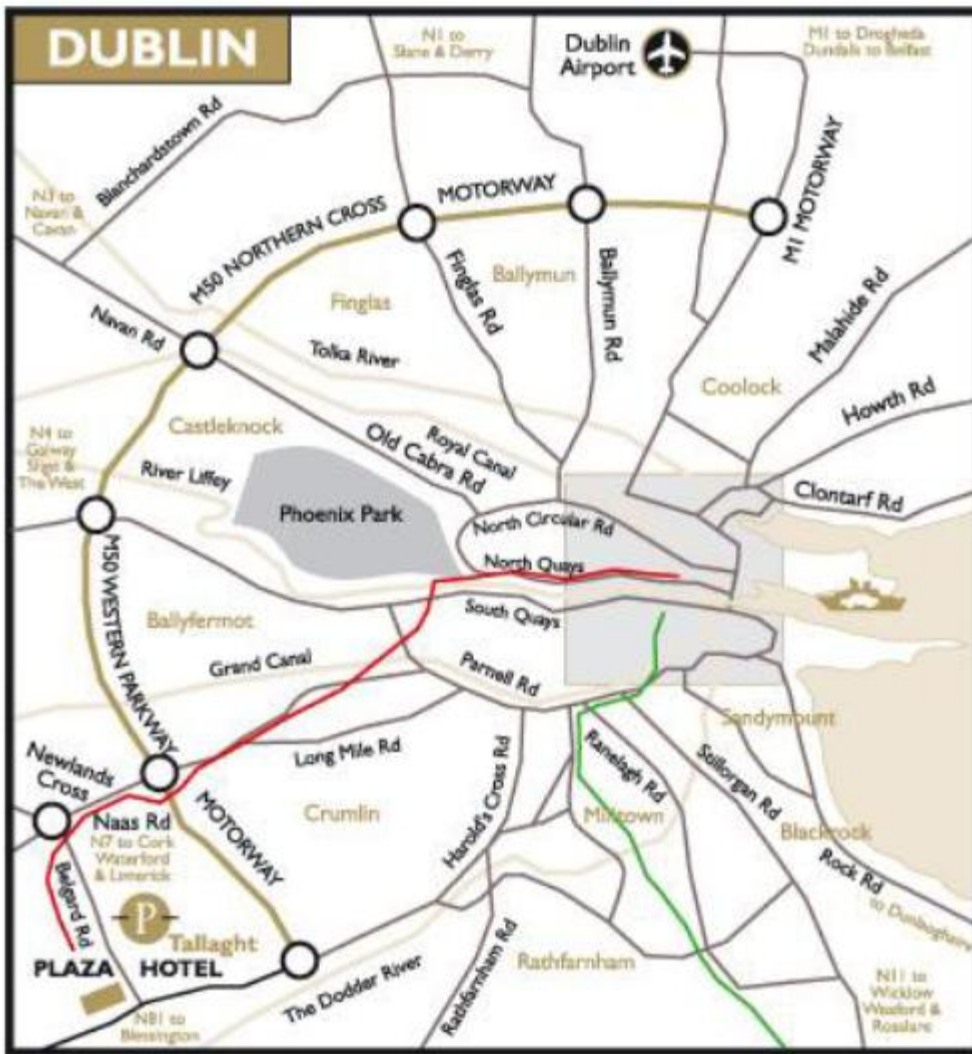 DUBLIN
N1 to
Slane & Derry
Dublin
Airport
M1 to Drogheda
Dundalk to Belfast
Blanchardstown Rd
N3 to
Navan &
Cavan
M50 NORTHERN CROSS
MOTORWAY
M1 MOTORWAY
Finglas Rd
Ballymun
Ballymun Rd
Finglas
Malahide Rd
Navan Rd
Tolka River
Coolock
Howth Rd
Castleknock
N4 to
Galway
Sligo &
The West
River Liffey
Old Cabra Rd
Royal Canal
Clontarf Rd
Phoenix Park
North Circular Rd
North Quays
M50 WESTERN PARKWAY
South Quays
Ballyfermot
Grand Canal
Parnell Rd
Sandymount
Newlands
Cross
Long Mile Rd
Ranelagh Rd
Stillorgan Rd
Harold's Cross Rd
Crumlin
Milltown
Blackrock
Naas Rd
N7 to Cork
Waterford
& Limerick
MOTORWAY
Rock Rd
to Dunloghaire
Belgard Rd
P
Tallaght
PLAZA HOTEL
Rathfarnham
Rathfarnham Rd
The Dodder River
N81 to
Blessington
N11 to
Wicklow
Wexford &
Rosslare